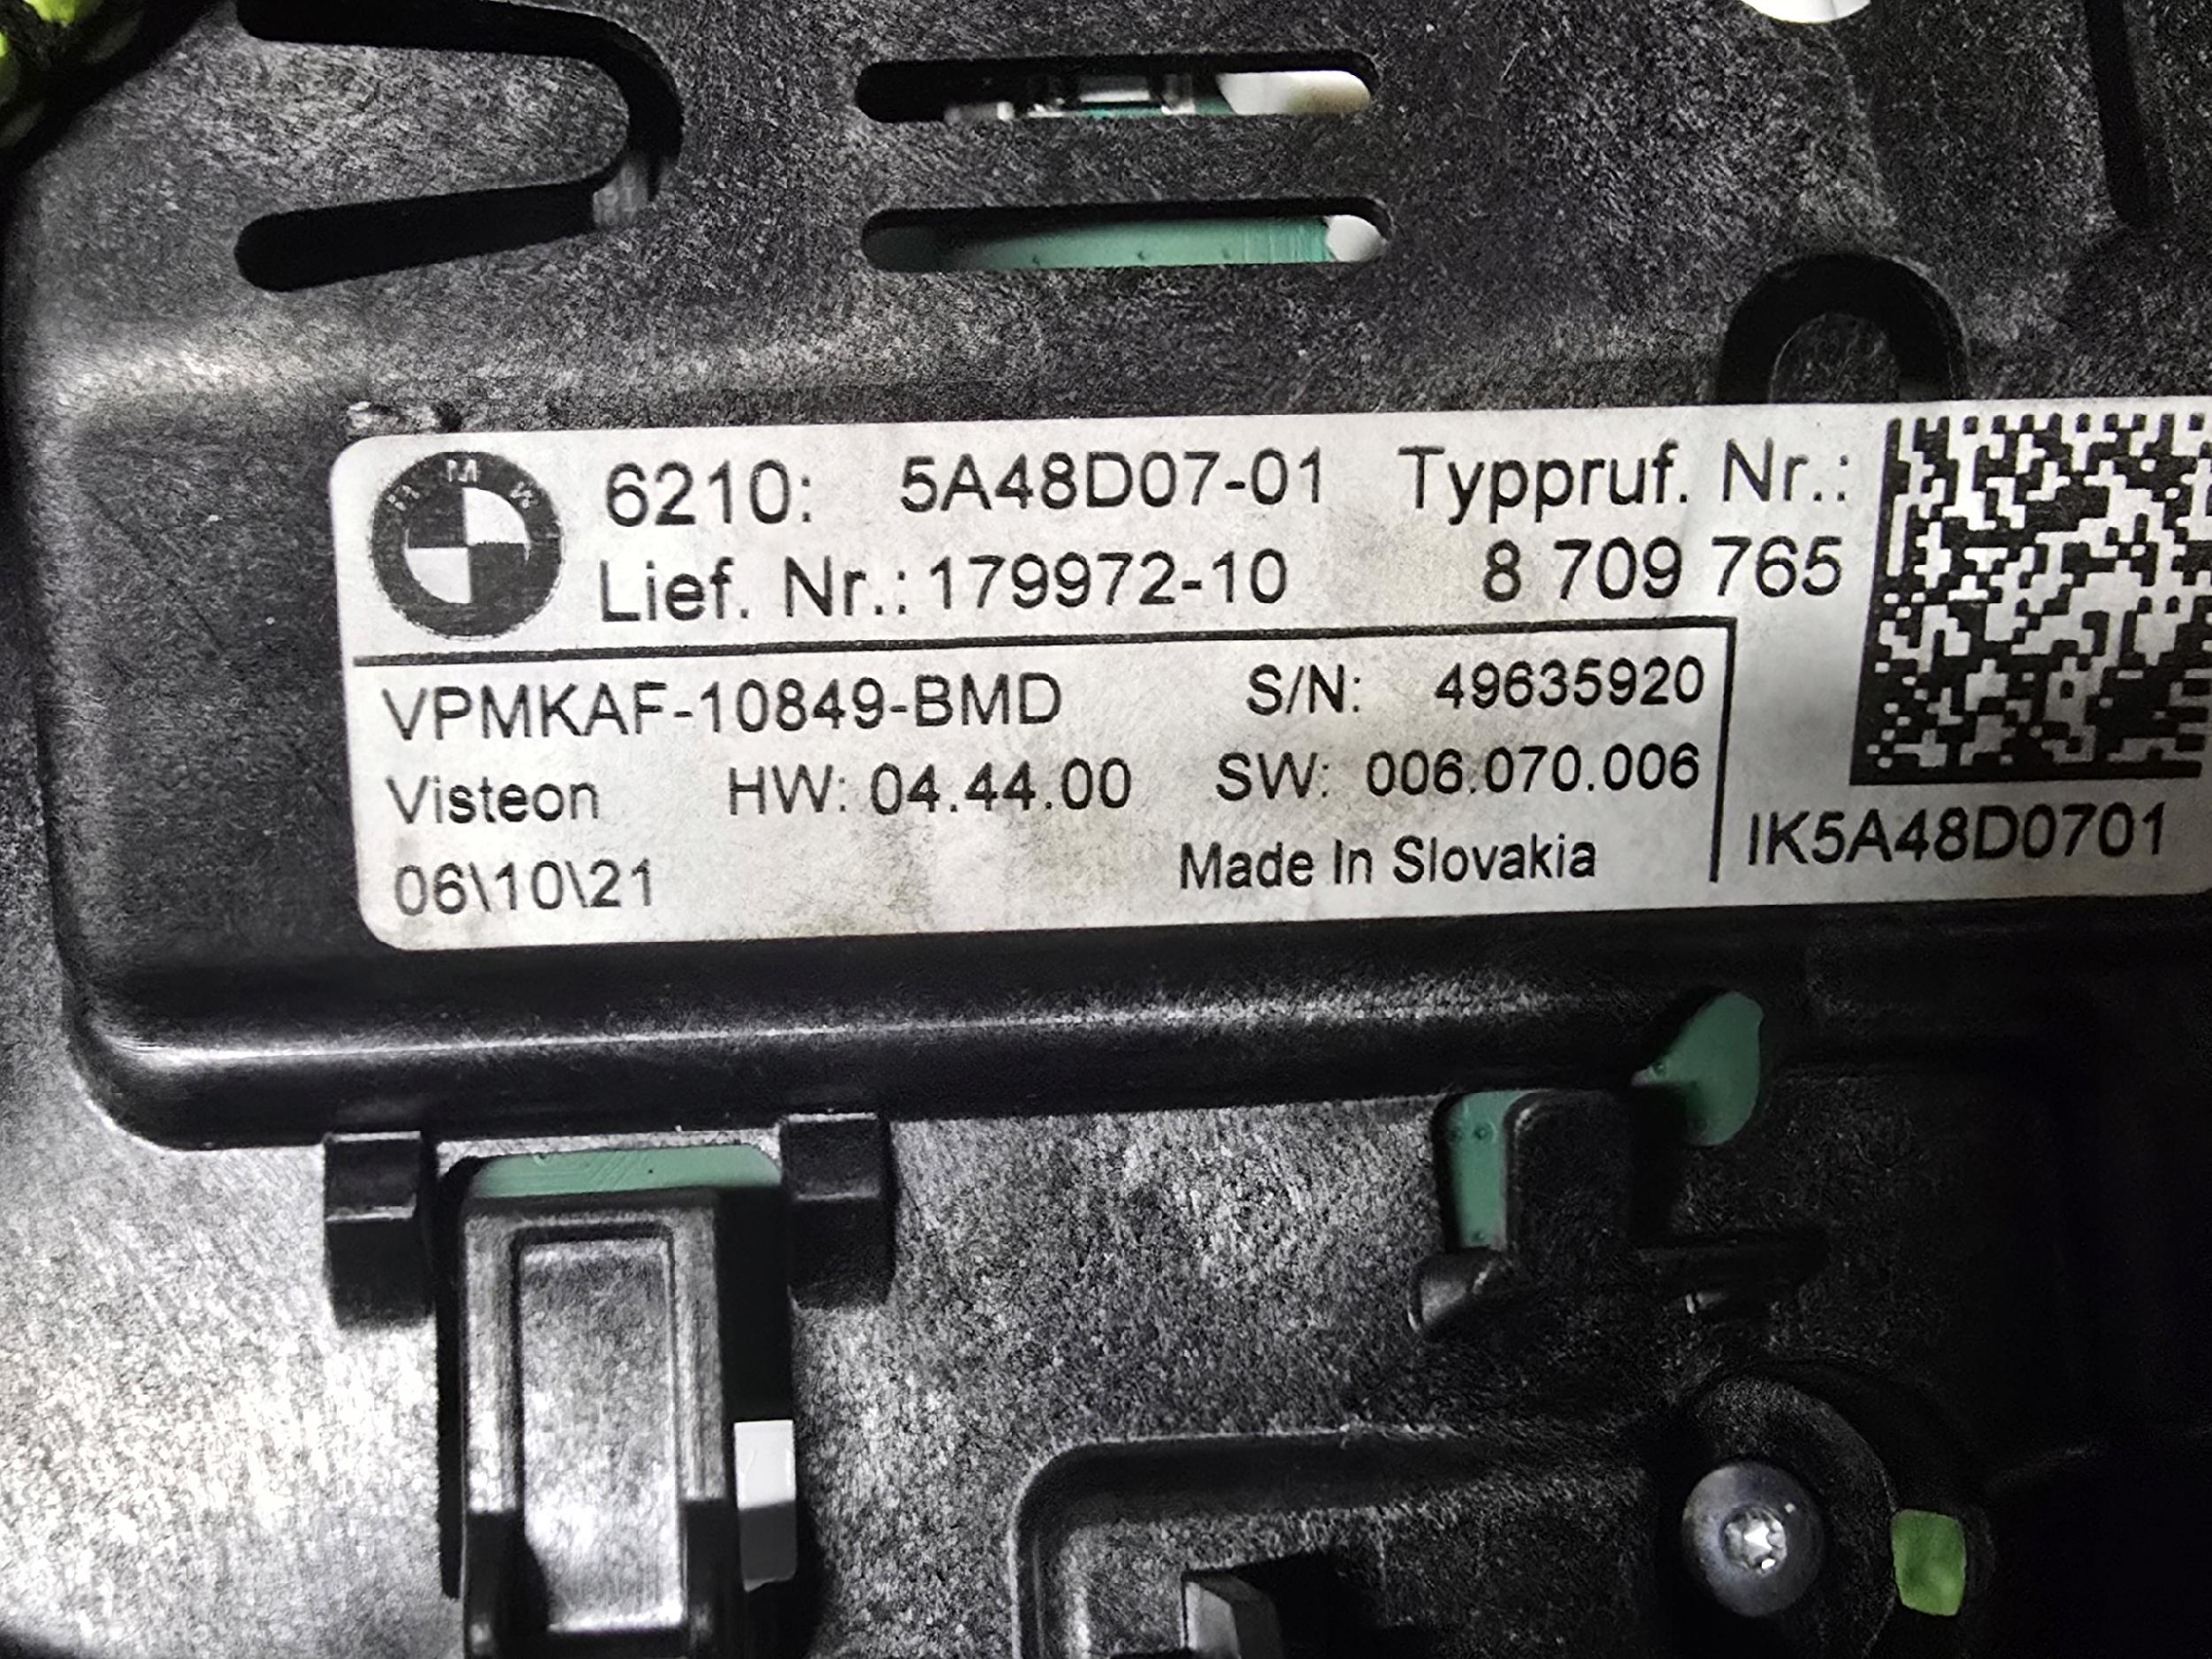 BMW
6210: 5A48D07-01 Typpruf. Nr.:
Lief. Nr.: 179972-10 8 709 765
VPMKAF-10849-BMD S/N: 49635920
Visteon HW: 04.44.00 SW: 006.070.006
06\10\21 Made In Slovakia IK5A48D0701